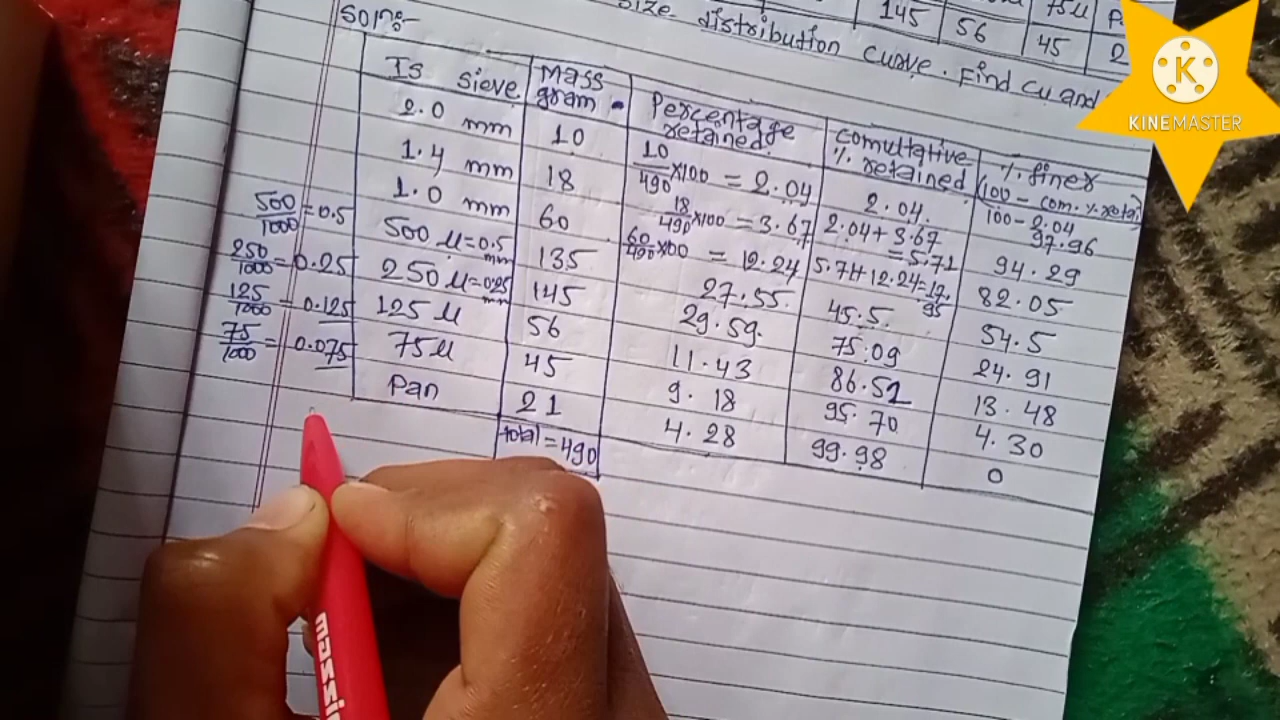 145 56 75μ
45 2
Size distribution curve. Find cu and
Soln:-
Is sieve
mass gram
Percentage retained.
comultative % retained
% finer (100 - com. % retai
2.0 mm 10 10/490 ×100 = 2.04 2.04. 100-2.04 97.96
1.4 mm 18 18/490 ×100 = 3.67 2.04+3.67 = 5.71 94.29
1.0 mm 60 60/490 ×100 = 12.24 5.71+12.24=17.95 82.05
500/1000 = 0.5 500 μ=0.5 mm 135 27.55. 45.5. 54.5
250/1000 = 0.25 250 μ=0.25 mm 145 29.59. 75.09 24.91
125/1000 = 0.125 125 μ 56 11.43 86.52 13.48
75/1000 = 0.075 75μ 45 9.18 95.70 4.30
Pan 21 4.28 99.98 0
total = 490
KINEMASTER
K
massi